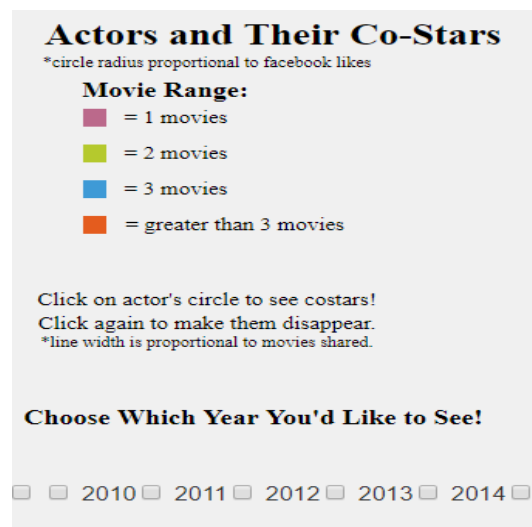 Actors and Their Co-Stars
*circle radius proportional to facebook likes
Movie Range:
= 1 movies
= 2 movies
= 3 movies
= greater than 3 movies
Click on actor's circle to see costars!
Click again to make them disappear.
*line width is proportional to movies shared.
Choose Which Year You'd Like to See!
2010 2011 2012 2013 2014